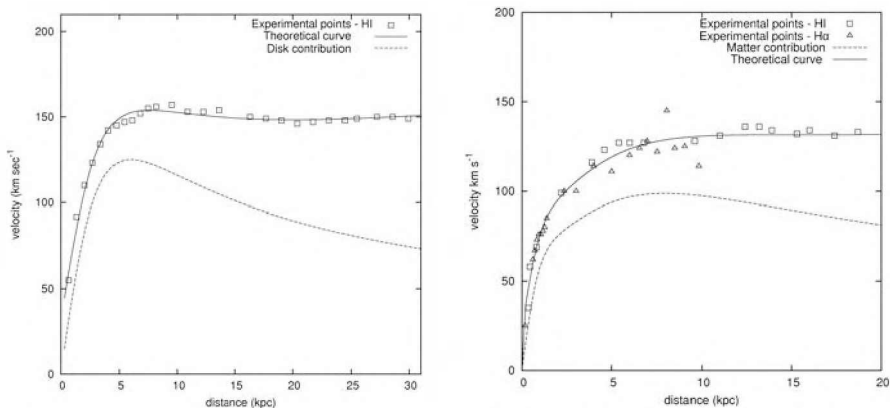 Experimental points - HI
Theoretical curve
Disk contribution
200
150
100
50
0
velocity (km sec-1)
0 5 10 15 20 25 30
distance (kpc)
Experimental points - HI
Experimental points - Hα
Matter contribution
Theoretical curve
200
150
100
50
0
velocity km s-1
0 5 10 15 20
distance (kpc)